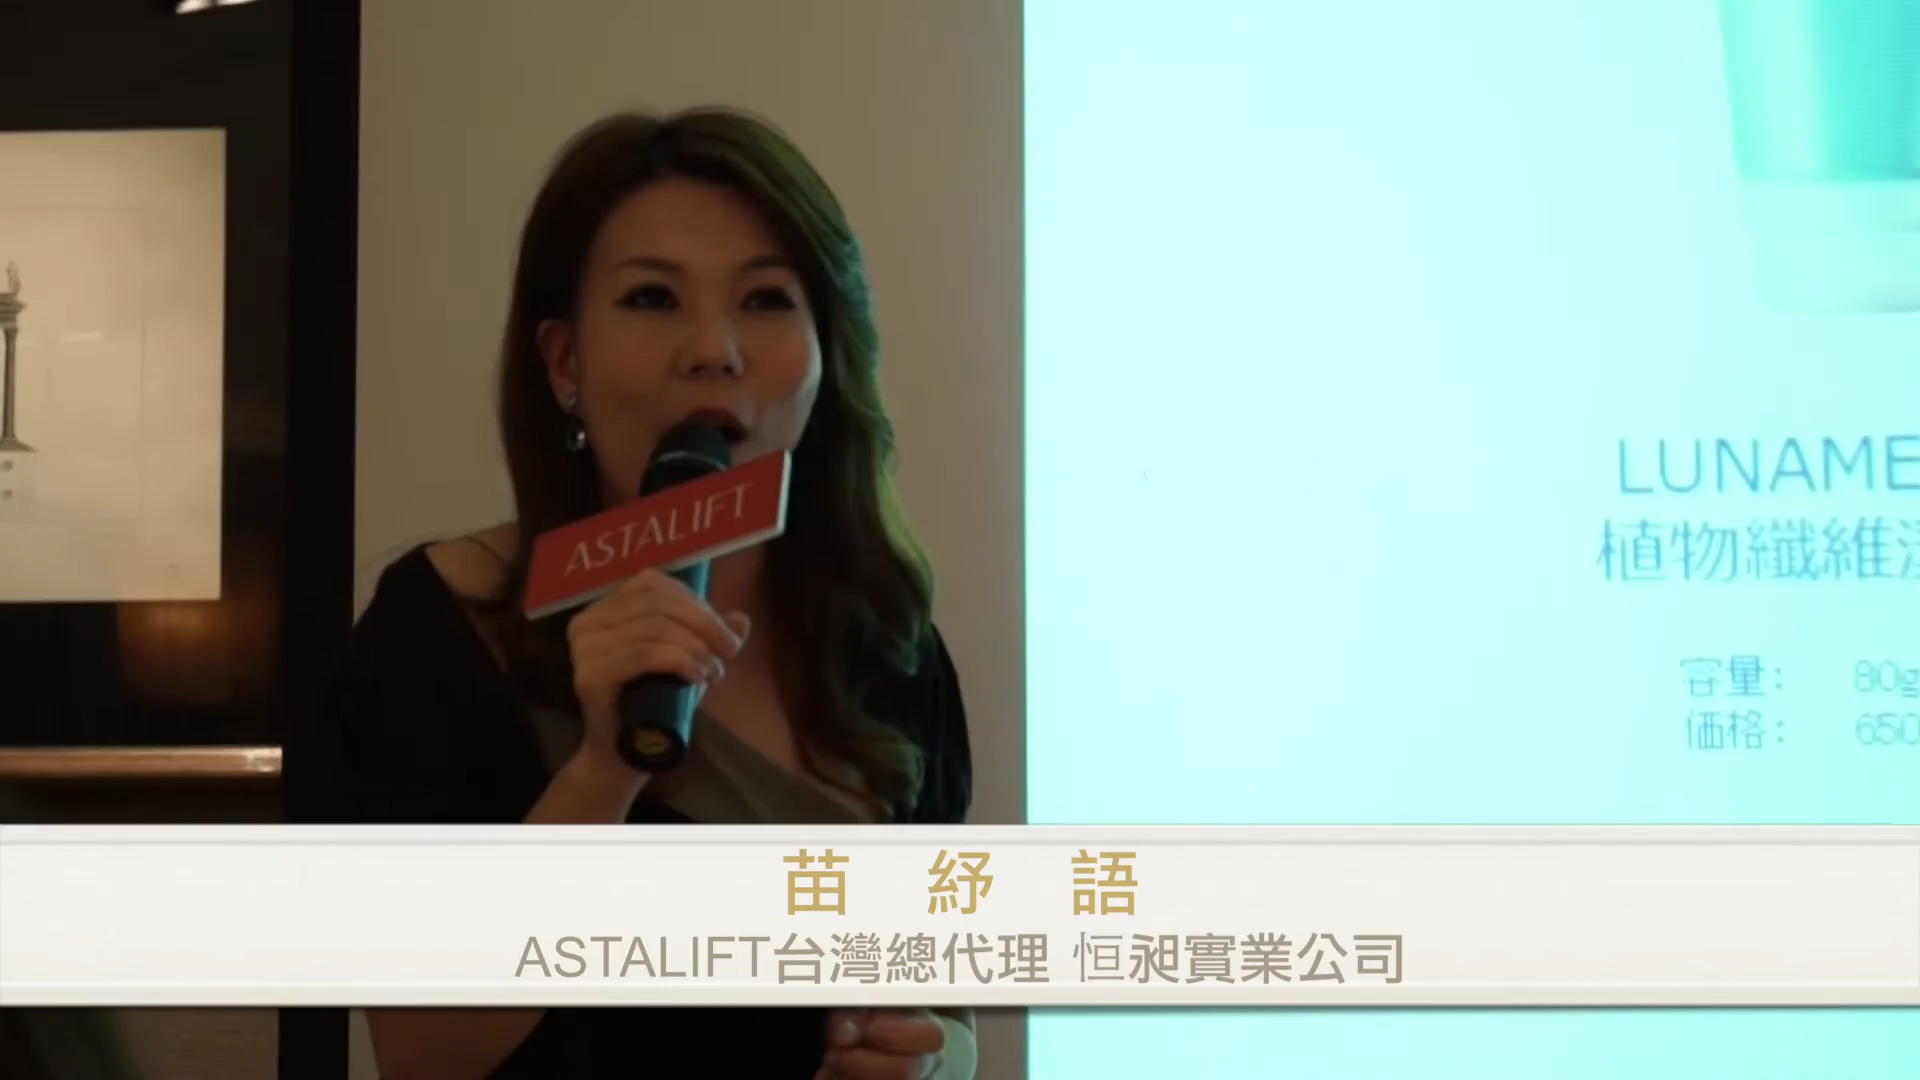 ASTALIFT
LUNAME
植物纖維
容量: 80g
価格: 650
苗 紓 語
ASTALIFT台灣總代理 恒昶實業公司